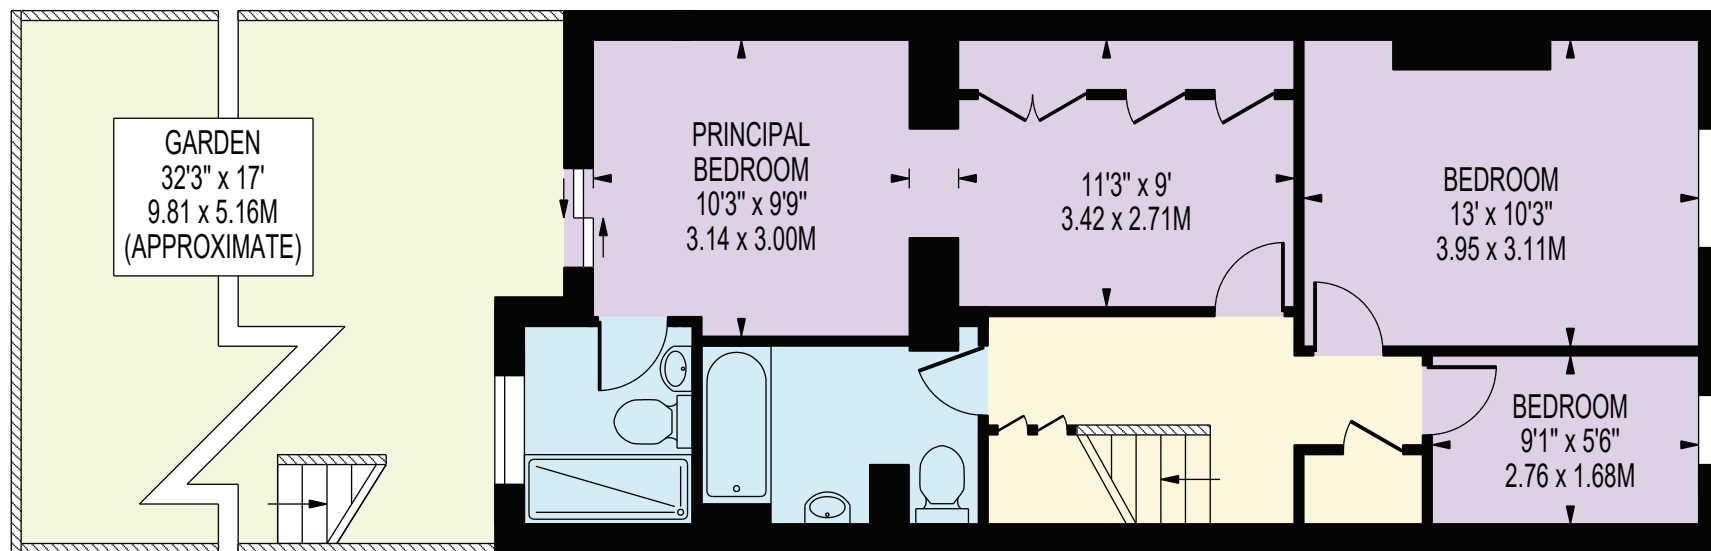 GARDEN
32'3" x 17'
9.81 x 5.16M
(APPROXIMATE)
PRINCIPAL
BEDROOM
10'3" x 9'9"
3.14 x 3.00M
11'3" x 9'
3.42 x 2.71M
BEDROOM
13' x 10'3"
3.95 x 3.11M
BEDROOM
9'1" x 5'6"
2.76 x 1.68M